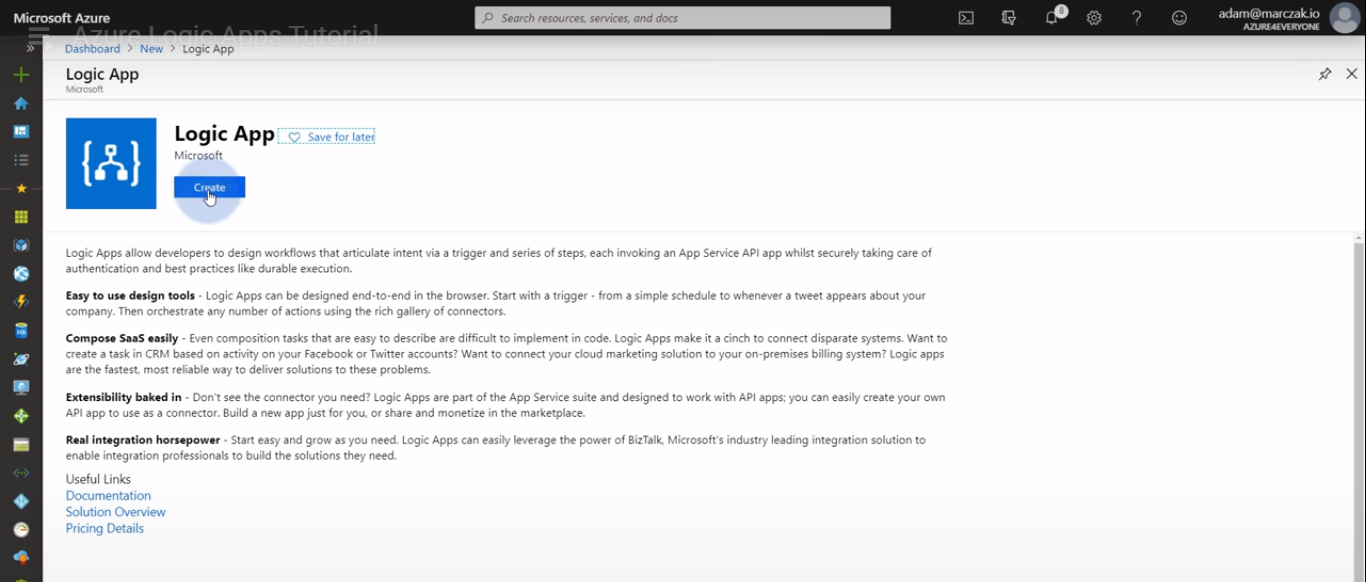 Microsoft Azure
Search resources, services, and docs
8
adam@marczak.io
AZURE4EVERYONE
Azure Logic Apps Tutorial
Dashboard > New > Logic App
Logic App
Microsoft
Logic App
Save for later
Microsoft
Create
Logic Apps allow developers to design workflows that articulate intent via a trigger and series of steps, each invoking an App Service API app whilst securely taking care of
authentication and best practices like durable execution.
Easy to use design tools - Logic Apps can be designed end-to-end in the browser. Start with a trigger - from a simple schedule to whenever a tweet appears about your
company. Then orchestrate any number of actions using the rich gallery of connectors.
Compose SaaS easily - Even composition tasks that are easy to describe are difficult to implement in code. Logic Apps make it a cinch to connect disparate systems. Want to
create a task in CRM based on activity on your Facebook or Twitter accounts? Want to connect your cloud marketing solution to your on-premises billing system? Logic apps
are the fastest, most reliable way to deliver solutions to these problems.
Extensibility baked in - Don't see the connector you need? Logic Apps are part of the App Service suite and designed to work with API apps; you can easily create your own
API app to use as a connector. Build a new app just for you, or share and monetize in the marketplace.
Real integration horsepower - Start easy and grow as you need. Logic Apps can easily leverage the power of BizTalk, Microsoft's industry leading integration solution to
enable integration professionals to build the solutions they need.
Useful Links
Documentation
Solution Overview
Pricing Details